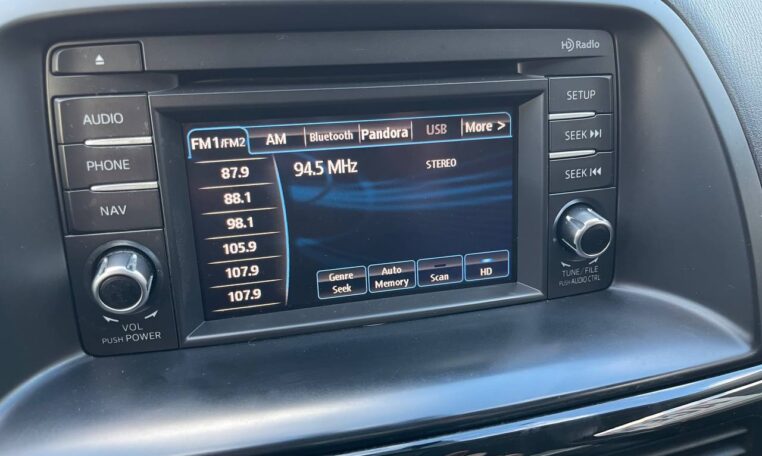 HD Radio
AUDIO
PHONE
NAV
VOL
PUSH POWER
FM1/FM2 AM Bluetooth Pandora USB More >
87.9
88.1
98.1
105.9
107.9
107.9
94.5 MHz STEREO
Genre Seek
Auto Memory
Scan
HD
SETUP
SEEK
SEEK
TUNE / FILE
PUSH AUDIO CTRL